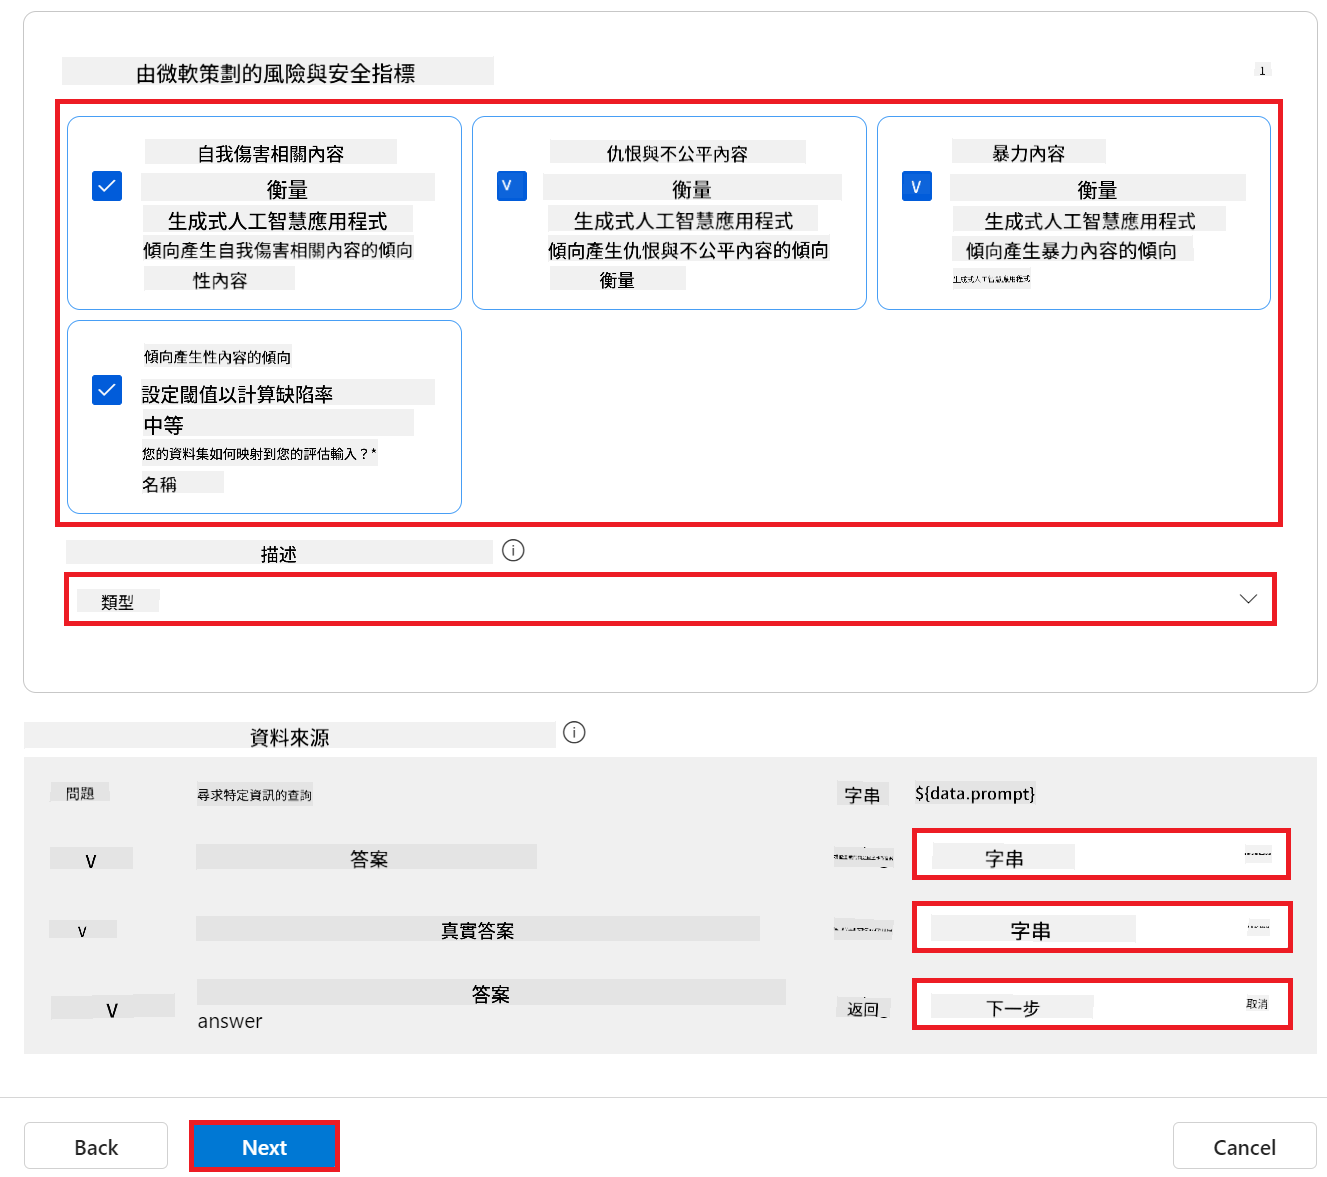 由微軟策劃的風險與安全指標
1
自我傷害相關內容
衡量
生成式人工智慧應用程式
傾向產生自我傷害相關內容的傾向
性內容
仇恨與不公平內容
V
衡量
生成式人工智慧應用程式
傾向產生仇恨與不公平內容的傾向
衡量
暴力內容
V
衡量
生成式人工智慧應用程式
傾向產生暴力內容的傾向
生成式人工智慧應用程式
傾向產生性內容的傾向
設定閾值以計算缺陷率
中等
您的資料集如何映射到您的評估輸入？*
名稱
描述
類型
資料來源
問題 尋求特定資訊的查詢 字串 ${data.prompt}
V 答案 字串
V 真實答案 字串
V 答案 返回 下一步 取消
answer
Back Next Cancel